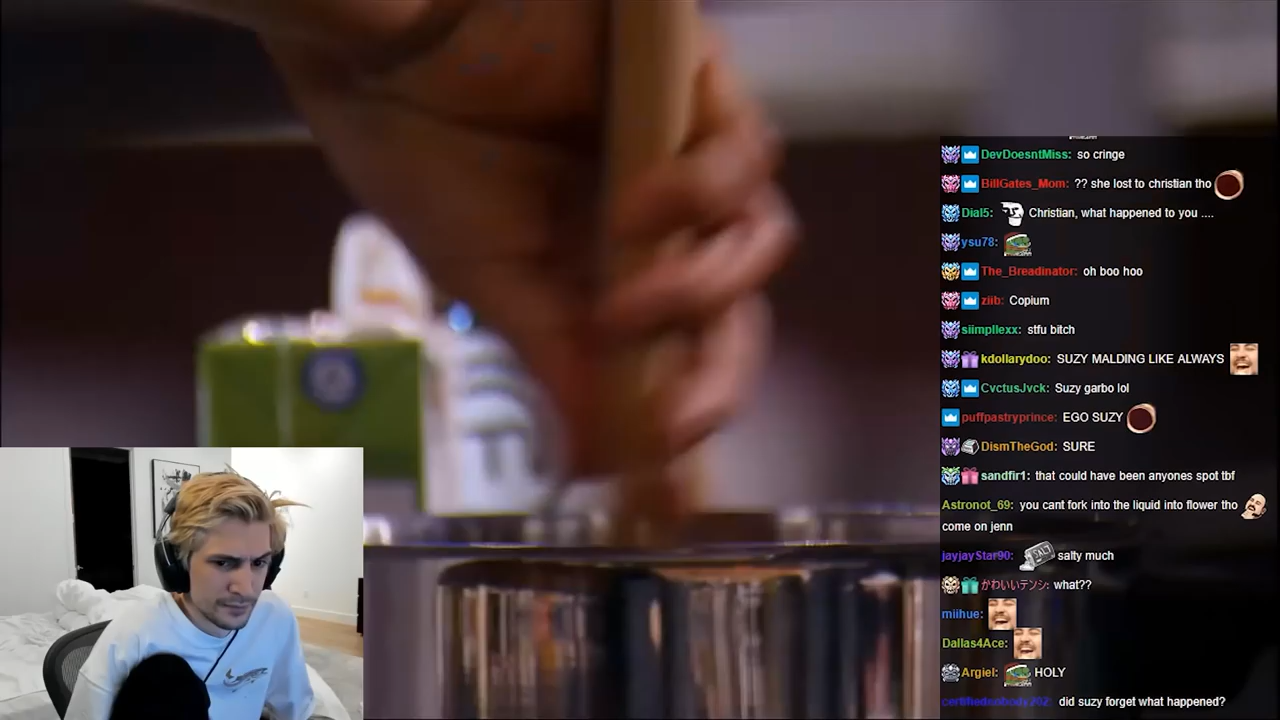 DevDoesntMiss: so cringe
BillGates_Mom: ?? she lost to christian tho
Dial5: Christian, what happened to you ....
ysu78:
The_Breadinator: oh boo hoo
ziib: Copium
siimpllexx: stfu bitch
kdollarydoo: SUZY MALDING LIKE ALWAYS
CvctusJvck: Suzy garbo lol
puffpastryprince: EGO SUZY
DismTheGod: SURE
sandfir1: that could have been anyones spot tbf
Astronot_69: you cant fork into the liquid into flower tho
come on jenn
jayjayStar90: SALT salty much
かわいいテンシ: what??
miihue:
Dallas4Ace:
Argiel: HOLY
certifiednobody202: did suzy forget what happened?